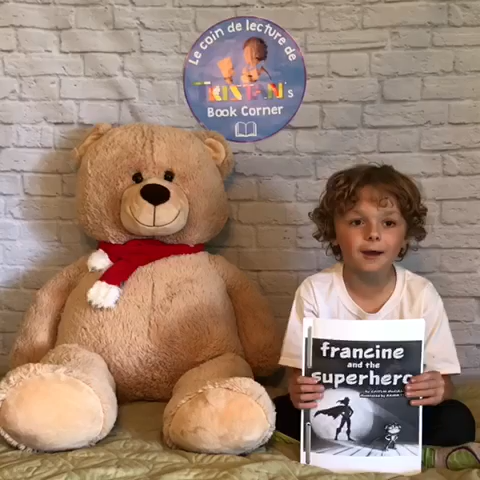 Le coin de lecture de
TRISTAN's
Book Corner
francine
and the
Superhero